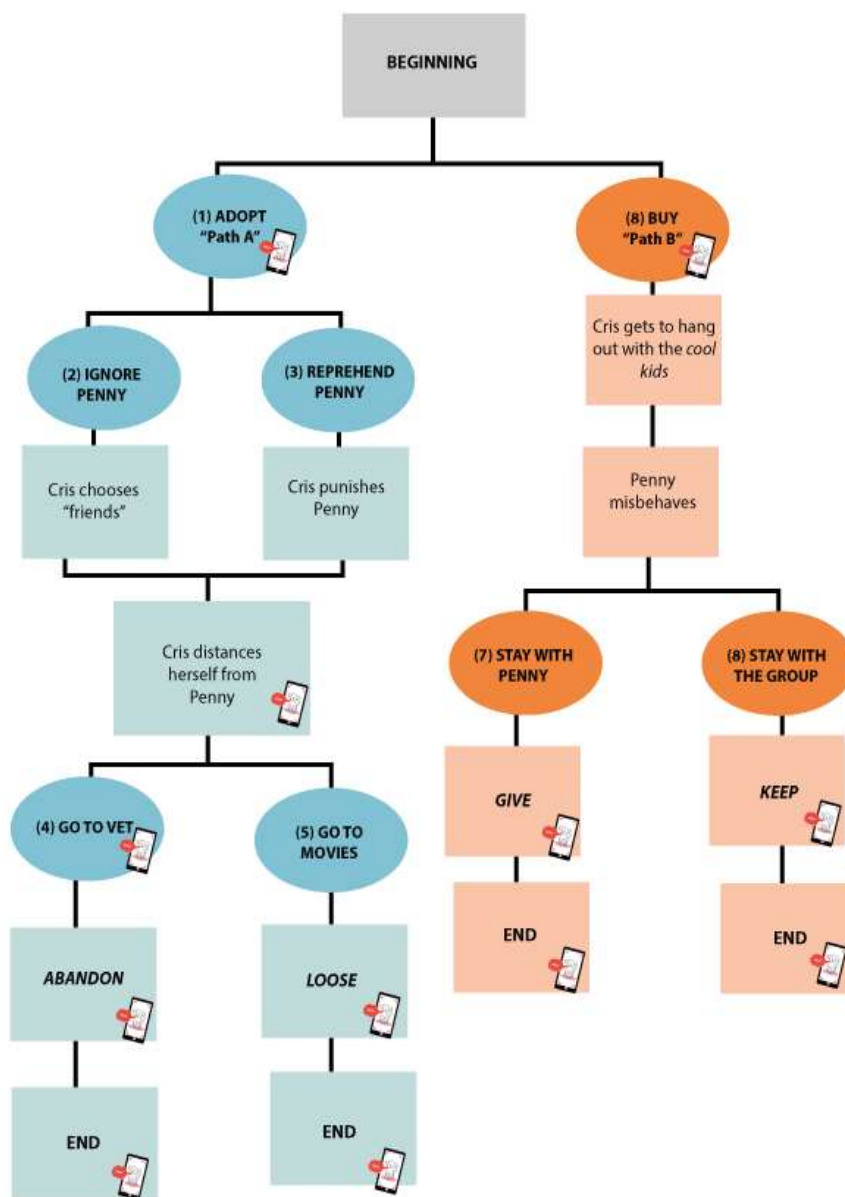 BEGINNING
(1) ADOPT
“Path A”
(8) BUY
“Path B”
(2) IGNORE
PENNY
(3) REPREHEND
PENNY
Cris gets to hang
out with the cool
kids
Cris chooses
“friends”
Cris punishes
Penny
Penny
misbehaves
Cris distances
herself from
Penny
(7) STAY WITH
PENNY
(8) STAY WITH
THE GROUP
(4) GO TO VET
(5) GO TO
MOVIES
GIVE
KEEP
ABANDON
LOOSE
END
END
END
END